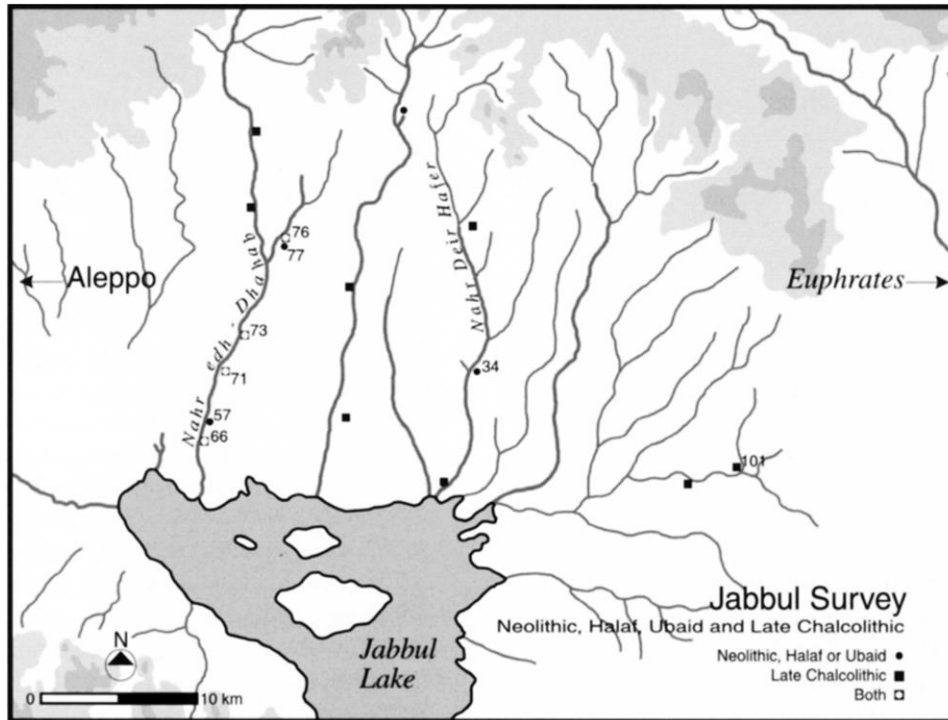 Nahr Deir Hafer
76
77
Aleppo
Euphrates
Nahr edh-Dhahab
73
34
71
57
66
101
Jabbul Survey
Neolithic, Halaf, Ubaid and Late Chalcolithic
N
Jabbul
Lake
Neolithic, Halaf or Ubaid
Late Chalcolithic
Both
0 10 km